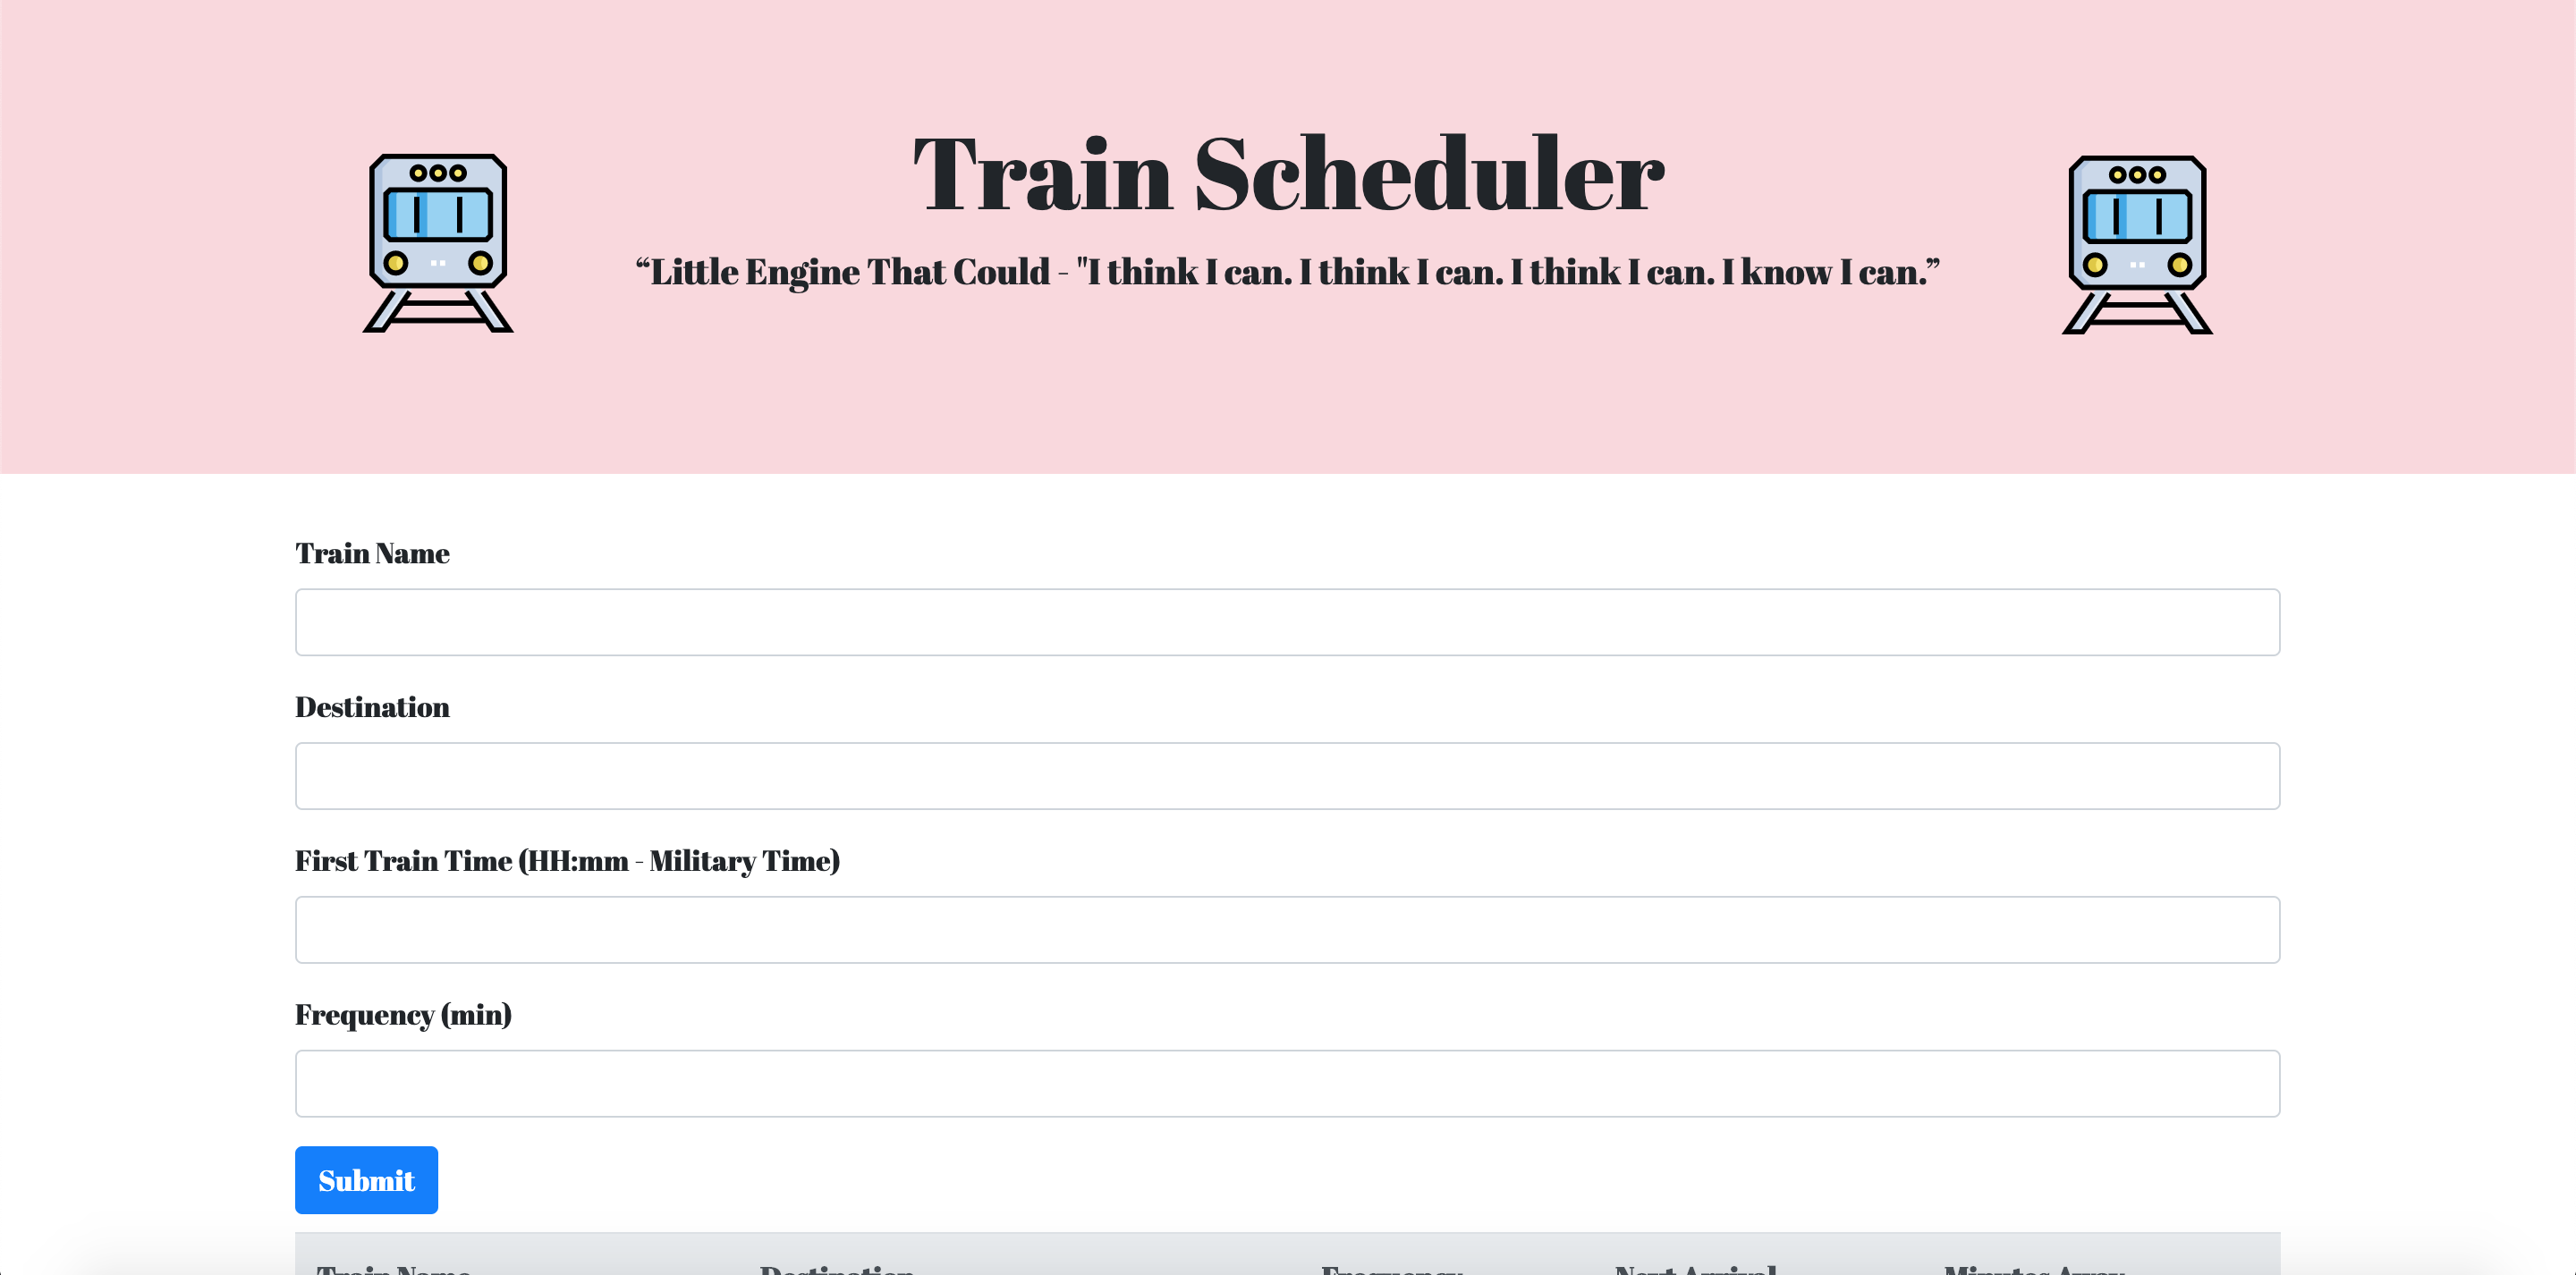 Train Scheduler
“Little Engine That Could - "I think I can. I think I can. I think I can. I know I can.”
Train Name
Destination
First Train Time (HH:mm - Military Time)
Frequency (min)
Submit
Train Name Destination Frequency Next Arrival Minutes Away